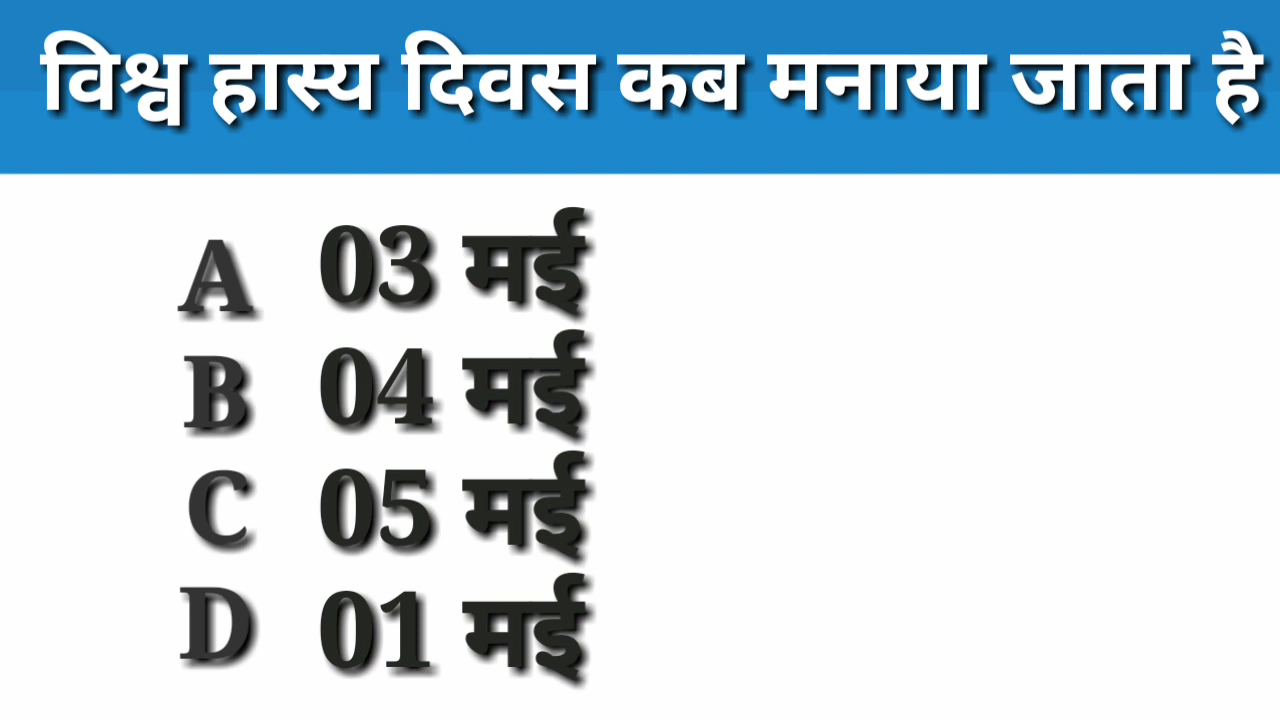 विश्व हास्य दिवस कब मनाया जाता है
A 03 मई
B 04 मई
C 05 मई
D 01 मई